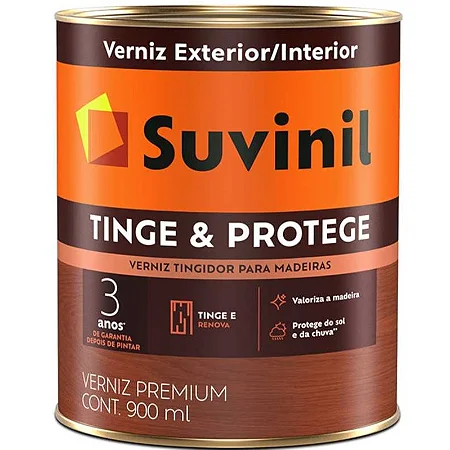 Verniz Exterior/Interior
Suvinil
TINGE & PROTEGE
VERNIZ TINGIDOR PARA MADEIRAS
3
anos*
DE GARANTIA
DEPOIS DE PINTAR
TINGE E
RENOVA
Valoriza a madeira
Protege do sol
e da chuva**
VERNIZ PREMIUM
CONT. 900 ml